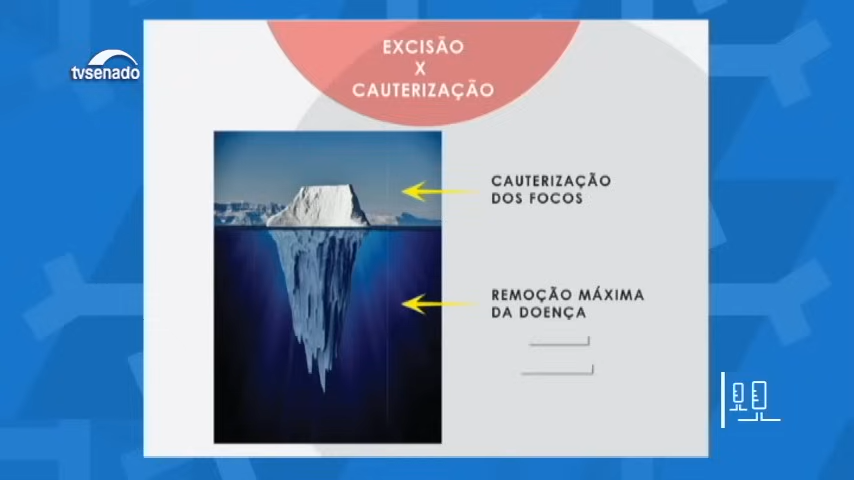 tvsenado
EXCISÃO
X
CAUTERIZAÇÃO
CAUTERIZAÇÃO
DOS FOCOS
REMOÇÃO MÁXIMA
DA DOENÇA